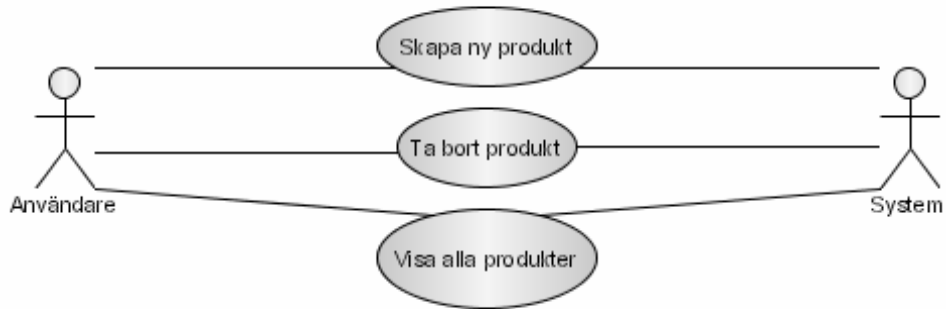 Skapa ny produkt
Ta bort produkt
Användare
System
Visa alla produkter